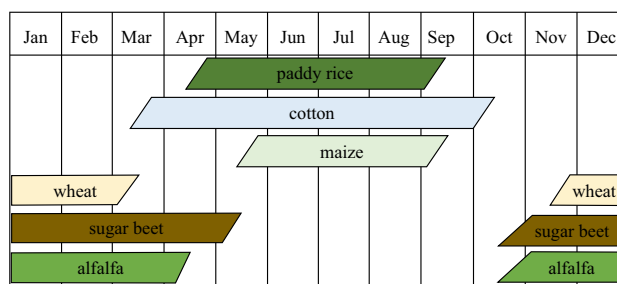 Jan Feb Mar Apr May Jun Jul Aug Sep Oct Nov Dec
paddy rice
cotton
maize
wheat wheat
sugar beet sugar beet
alfalfa alfalfa